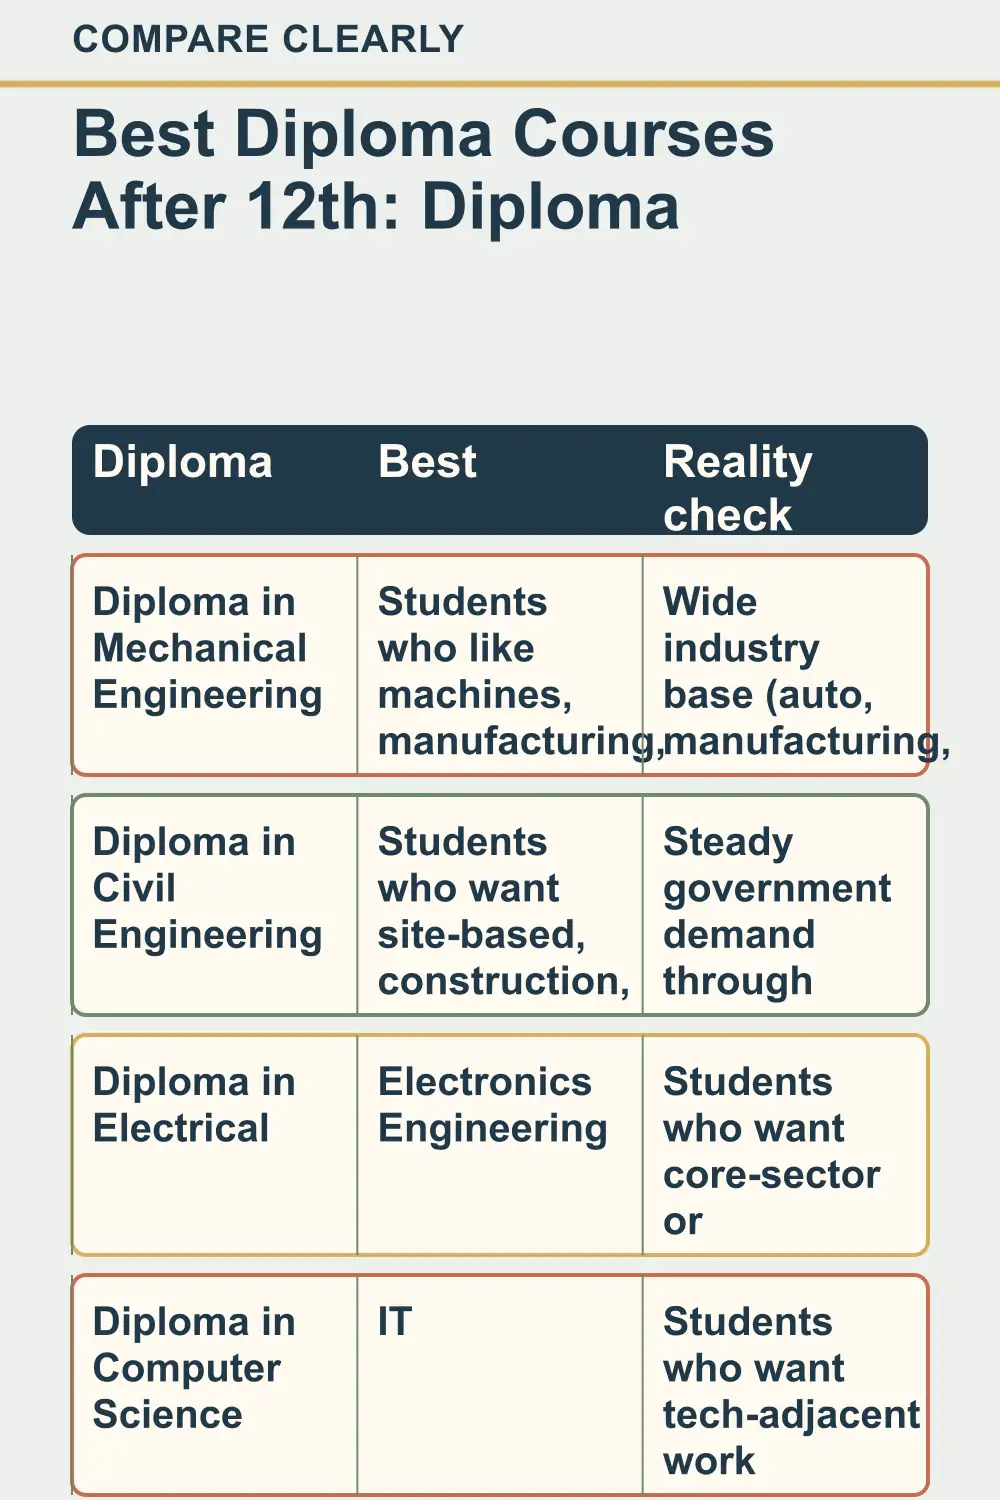 COMPARE CLEARLY
Best Diploma Courses
After 12th: Diploma
Diploma
Best
Reality
check
Diploma in
Mechanical
Engineering
Students
who like
machines,
manufacturing,
Wide
industry
base (auto,
manufacturing,
Diploma in
Civil
Engineering
Students
who want
site-based,
construction,
Steady
government
demand
through
Diploma in
Electrical
Electronics
Engineering
Students
who want
core-sector
or
Diploma in
Computer
Science
IT
Students
who want
tech-adjacent
work